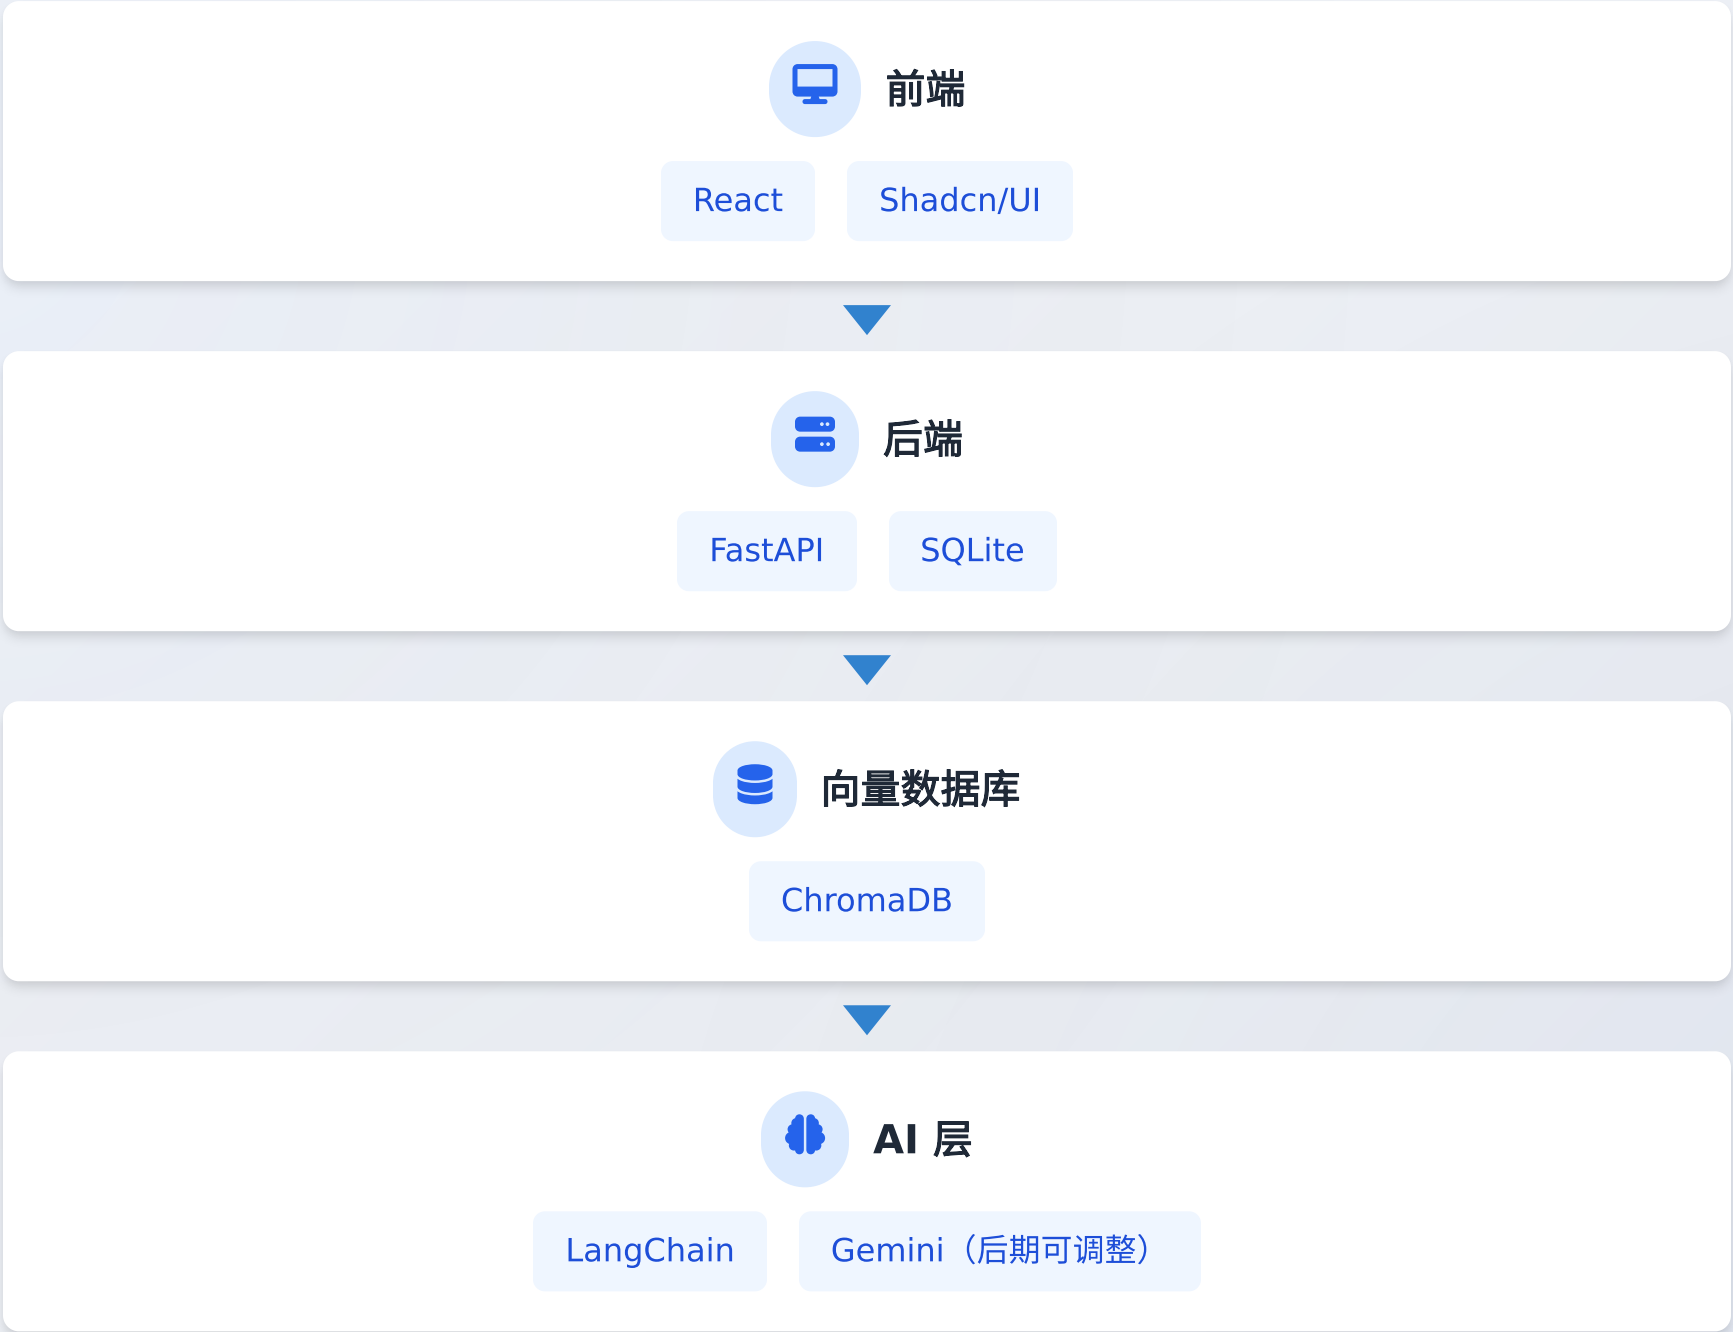 前端
React
Shadcn/UI
后端
FastAPI
SQLite
向量数据库
ChromaDB
AI 层
LangChain
Gemini（后期可调整）